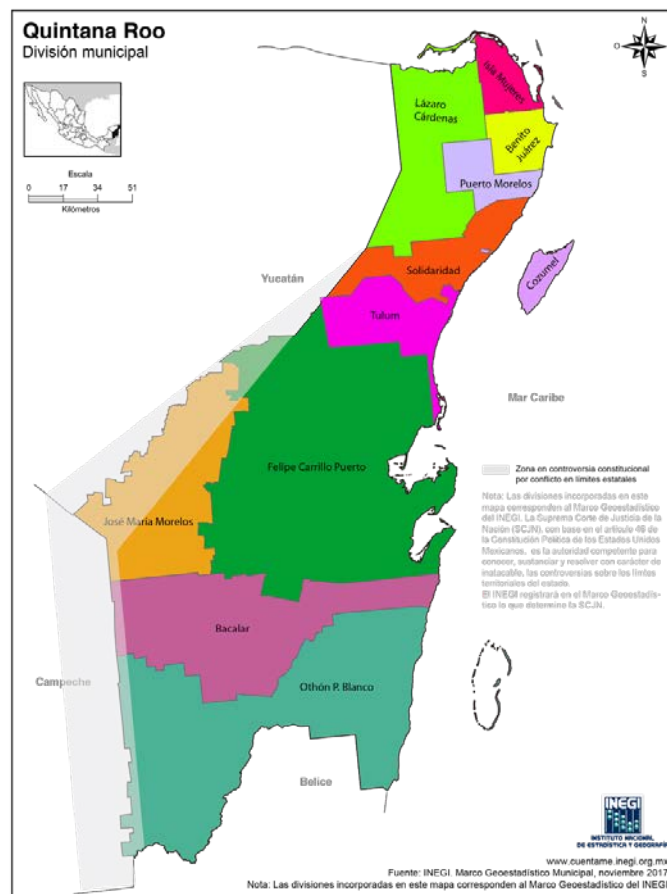 Quintana Roo
División municipal
N
O
E
S
Escala
0 17 34 51
Kilómetros
Isla Mujeres
Lázaro
Cárdenas
Benito
Juárez
Puerto Morelos
Solidaridad
Cozumel
Yucatán
Tulum
Mar Caribe
Felipe Carrillo Puerto
José María Morelos
Zona en controversia constitucional
por conflicto en límites estatales
Nota: Las divisiones incorporadas en este
mapa corresponden al Marco Geoestadístico
del INEGI. La Suprema Corte de Justicia de la
Nación (SCJN), con base en el artículo 46 de
la Constitución Política de los Estados Unidos
Mexicanos, es la autoridad competente para
conocer, sustanciar y resolver con carácter de
inatacable, las controversias sobre los límites
territoriales del estado.
El INEGI registrará en el Marco Geoestadís-
tico lo que determine la SCJN.
Bacalar
Campeche
Othón P. Blanco
Belice
INEGI
INSTITUTO NACIONAL
DE ESTADÍSTICA Y GEOGRAFÍA
www.cuentame.inegi.org.mx
Fuente: INEGI. Marco Geoestadístico Municipal, noviembre 2017
Nota: Las divisiones incorporadas en este mapa corresponden al Marco Geoestadístico del INEGI